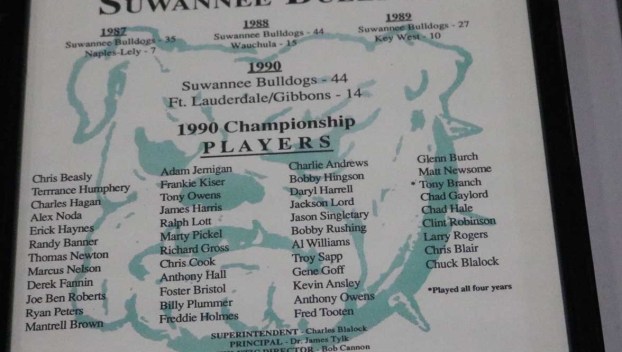 SUWANNEE
1987
Suwannee Bulldogs - 35
Naples-Lely - 7
1988
Suwannee Bulldogs - 44
Wauchula - 15
1989
Suwannee Bulldogs - 27
Key West - 10
1990
Suwannee Bulldogs - 44
Ft. Lauderdale/Gibbons - 14
1990 Championship
PLAYERS
Chris Beasly
Terrrance Humphery
Charles Hagan
Alex Noda
Erick Haynes
Randy Banner
Thomas Newton
Marcus Nelson
Derek Fannin
Joe Ben Roberts
Ryan Peters
Mantrell Brown
Adam Jernigan
Frankie Kiser
Tony Owens
James Harris
Ralph Lott
Marty Pickel
Richard Gross
Chris Cook
Anthony Hall
Foster Bristol
Billy Plummer
Freddie Holmes
Charlie Andrews
Bobby Hingson
Daryl Harrell
Jackson Lord
Jason Singletary
Bobby Rushing
Al Williams
Troy Sapp
Gene Goff
Kevin Ansley
Anthony Owens
Fred Tooten
Glenn Burch
Matt Newsome
* Tony Branch
Chad Gaylord
Chad Hale
Clint Robinson
Larry Rogers
Chris Blair
Chuck Blalock
*Played all four years
SUPERINTENDENT - Charles Blalock
PRINCIPAL - Dr. James Tylk
DIRECTOR - Bob Cannon